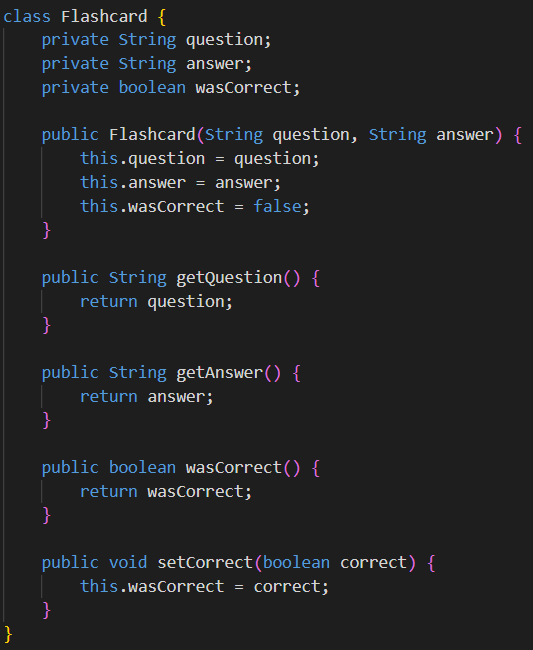 class Flashcard {
    private String question;
    private String answer;
    private boolean wasCorrect;

    public Flashcard(String question, String answer) {
        this.question = question;
        this.answer = answer;
        this.wasCorrect = false;
    }

    public String getQuestion() {
        return question;
    }

    public String getAnswer() {
        return answer;
    }

    public boolean wasCorrect() {
        return wasCorrect;
    }

    public void setCorrect(boolean correct) {
        this.wasCorrect = correct;
    }
}